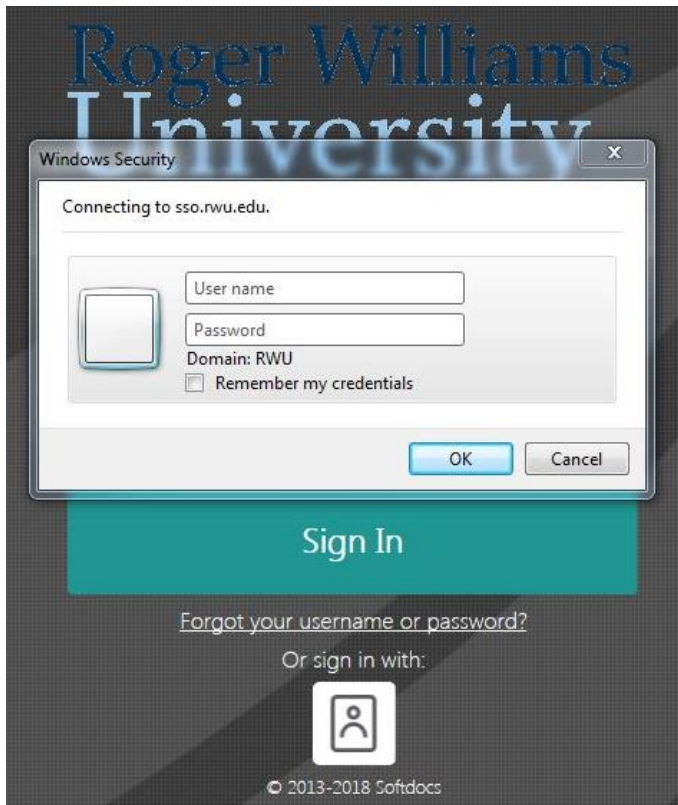 Roger Williams
University
Windows Security
x
Connecting to sso.rwu.edu.
User name
Password
Domain: RWU
Remember my credentials
OK
Cancel
Sign In
Forgot your username or password?
Or sign in with:
© 2013-2018 Softdocs